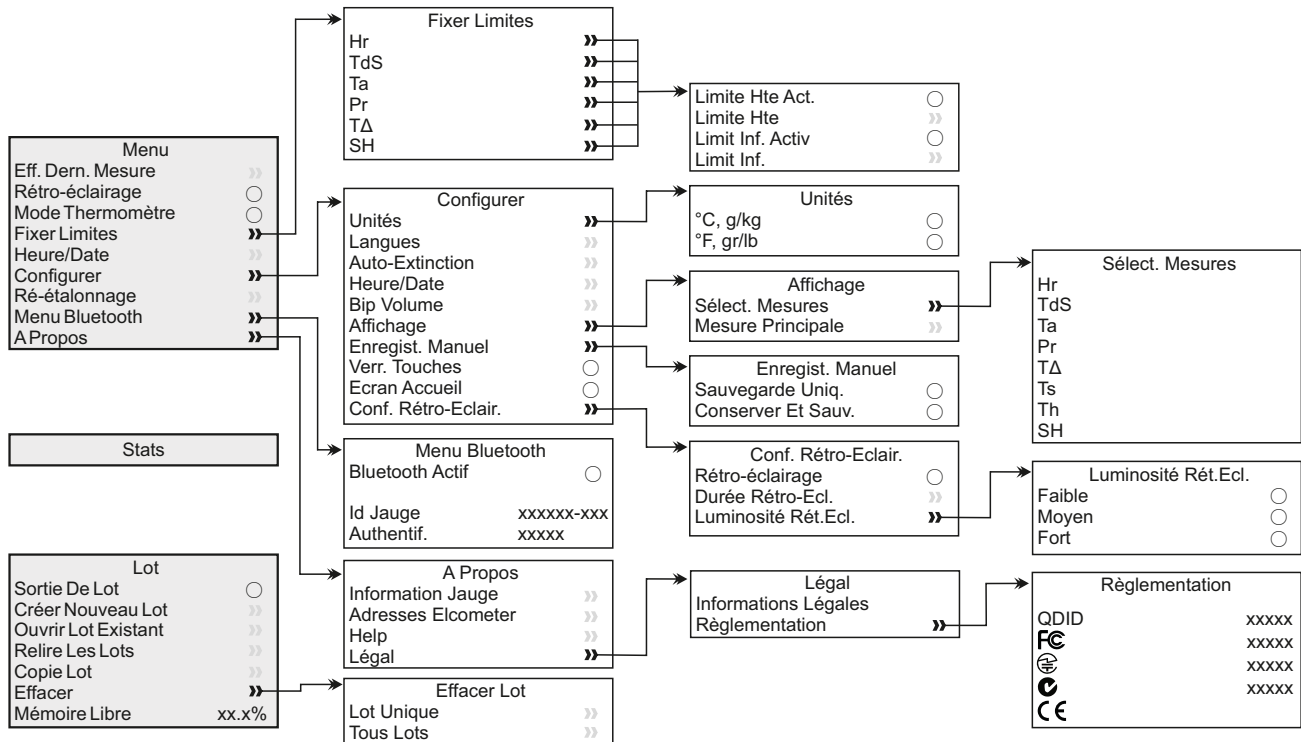 Menu
Eff. Dern. Mesure »
Rétro-éclairage
Mode Thermomètre
Fixer Limites »
Heure/Date »
Configurer »
Ré-étalonnage »
Menu Bluetooth »
A Propos »
Stats
Lot
Sortie De Lot
Créer Nouveau Lot »
Ouvrir Lot Existant »
Relire Les Lots »
Copie Lot »
Effacer »
Mémoire Libre xx.x%
Fixer Limites
Hr »
TdS »
Ta »
Pr »
TΔ »
SH »
Configurer
Unités »
Langues »
Auto-Extinction »
Heure/Date »
Bip Volume »
Affichage »
Enregist. Manuel »
Verr. Touches
Ecran Accueil
Conf. Rétro-Eclair. »
Menu Bluetooth
Bluetooth Actif
Id Jauge xxxxxx-xxx
Authentif. xxxxx
A Propos
Information Jauge »
Adresses Elcometer »
Help »
Légal »
Effacer Lot
Lot Unique »
Tous Lots »
Limite Hte Act.
Limite Hte »
Limit Inf. Activ
Limit Inf. »
Unités
°C, g/kg
°F, gr/lb
Affichage
Sélect. Mesures »
Mesure Principale »
Enregist. Manuel
Sauvegarde Uniq.
Conserver Et Sauv.
Conf. Rétro-Eclair.
Rétro-éclairage
Durée Rétro-Ecl. »
Luminosité Rét.Ecl. »
Légal
Informations Légales
Règlementation »
Sélect. Mesures
Hr
TdS
Ta
Pr
TΔ
Ts
Th
SH
Luminosité Rét.Ecl.
Faible
Moyen
Fort
Règlementation
QDID xxxxx
FC xxxxx
xxxxx
xxxxx
CE